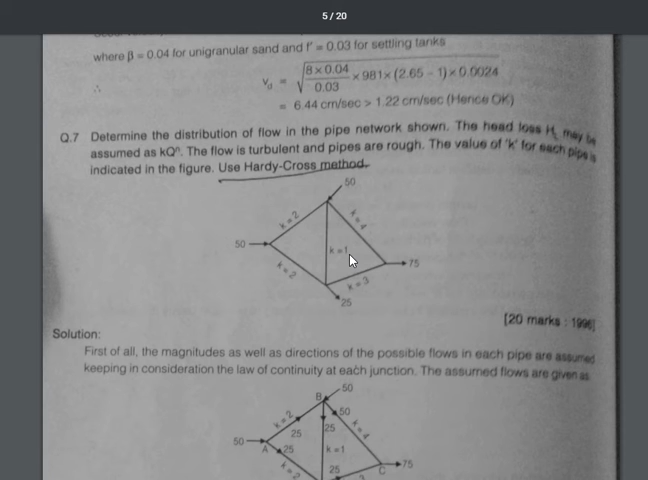 5 / 20
where β = 0.04 for unigranular sand and f' = 0.03 for settling tanks
∴ v_d = √(8×0.04/0.03 × 981× (2.65 − 1) × 0.0024)
= 6.44 cm/sec > 1.22 cm/sec (Hence OK)
Q.7 Determine the distribution of flow in the pipe network shown. The head loss H_L may be
assumed as kQⁿ. The flow is turbulent and pipes are rough. The value of 'k' for each pipe is
indicated in the figure. Use Hardy-Cross method.
50
k = 2
k = 4
50
k = 1
75
k = 2
k = 3
25
[20 marks : 1996]
Solution:
First of all, the magnitudes as well as directions of the possible flows in each pipe are assumed
keeping in consideration the law of continuity at each junction. The assumed flows are given as
50
B
k = 2
50
25
25
k = 4
50
A
25
k = 1
k = 2
25
C
75